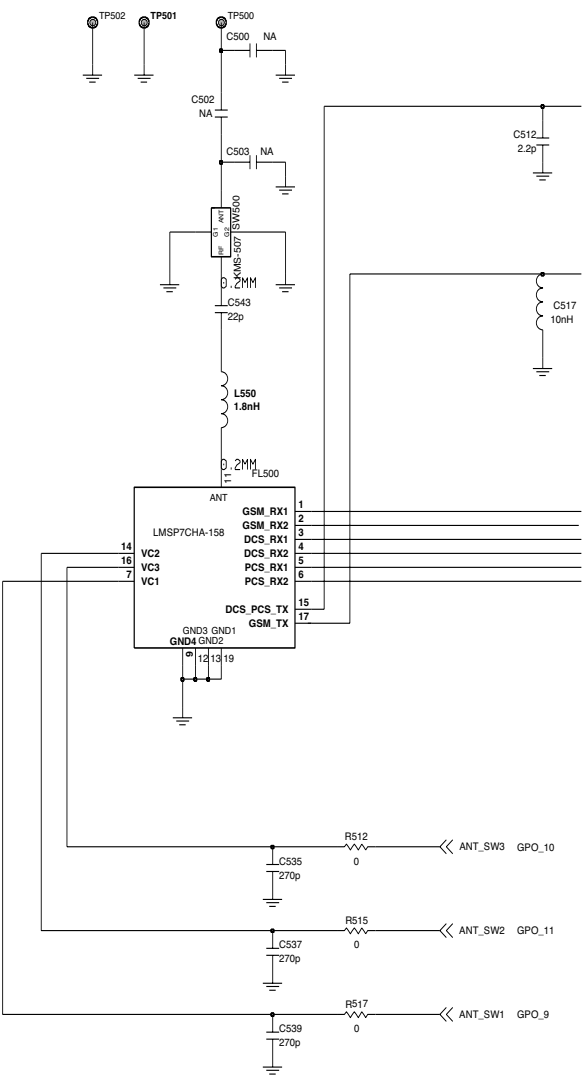 TP502
TP501
TP500
C500 NA
C502
NA
C503 NA
C512
2.2p
ANT
G1
G2
RF
SW500
KMS-507
0.2MM
C543
22p
C517
10nH
L550
1.8nH
0.2MM
11
FL500
ANT
LMSP7CHA-158
GSM_RX1 1
GSM_RX2 2
DCS_RX1 3
14 VC2 DCS_RX2 4
16 VC3 PCS_RX1 5
7 VC1 PCS_RX2 6
DCS_PCS_TX 15
GSM_TX 17
GND3 GND1
GND4 GND2
9 12 13 19
R512
ANT_SW3 GPO_10
0
C535
270p
R515
ANT_SW2 GPO_11
0
C537
270p
R517
ANT_SW1 GPO_9
0
C539
270p